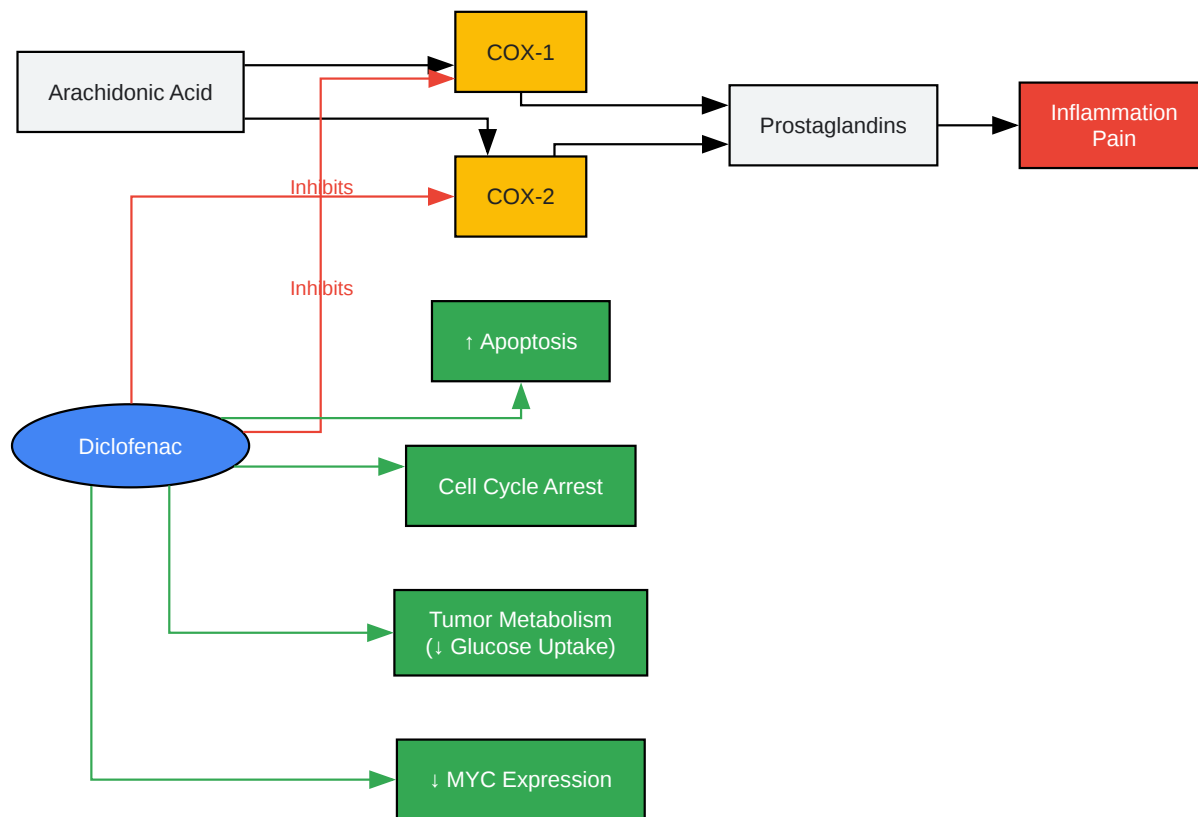 COX-1
Arachidonic Acid
Prostaglandins
Inflammation
Pain
COX-2
Inhibits
Inhibits
↑ Apoptosis
Diclofenac
Cell Cycle Arrest
Tumor Metabolism
(↓ Glucose Uptake)
↓ MYC Expression